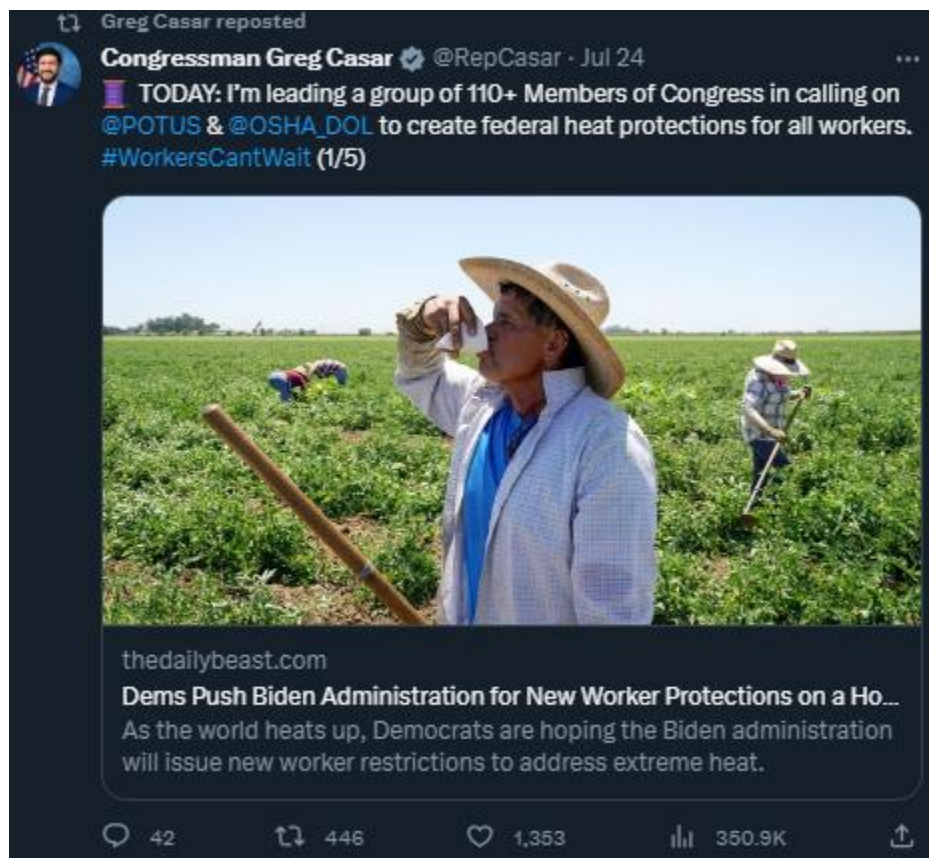 Greg Casar reposted
Congressman Greg Casar @RepCasar · Jul 24
TODAY: I'm leading a group of 110+ Members of Congress in calling on
@POTUS & @OSHA_DOL to create federal heat protections for all workers.
#WorkersCantWait (1/5)
thedailybeast.com
Dems Push Biden Administration for New Worker Protections on a Ho...
As the world heats up, Democrats are hoping the Biden administration
will issue new worker restrictions to address extreme heat.
42 446 1,353 350.9K